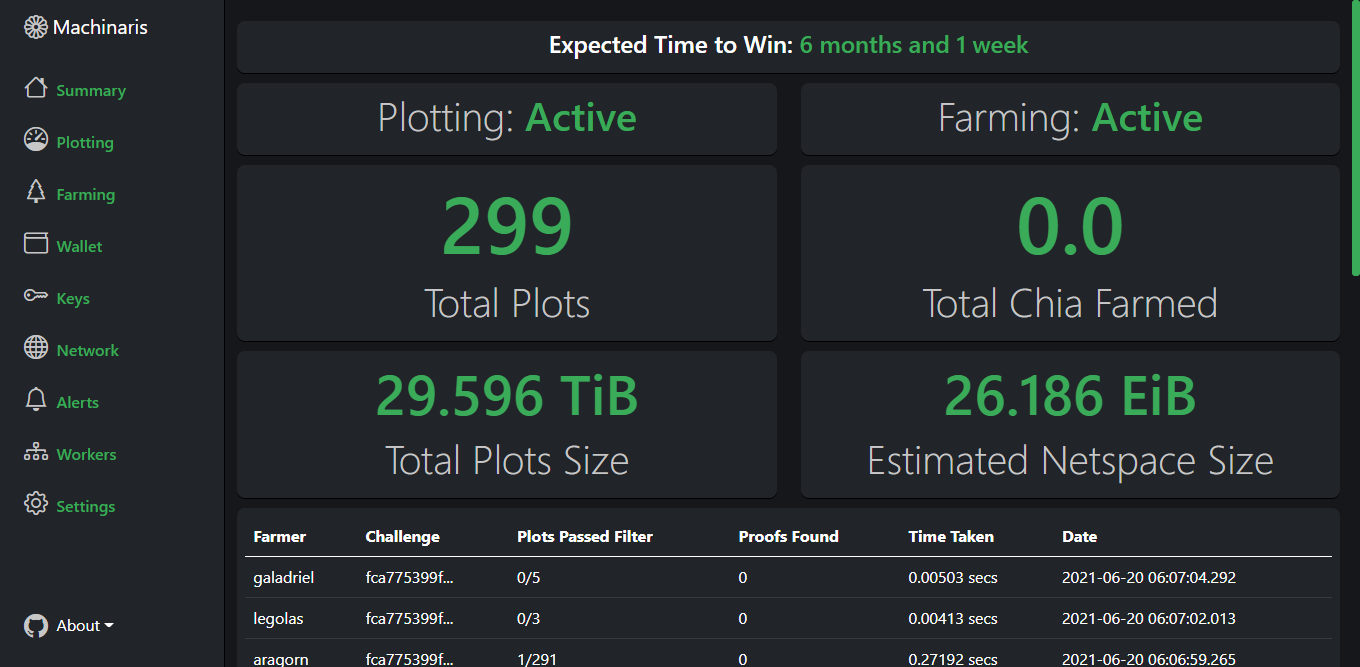 Machinaris
Summary
Plotting
Farming
Wallet
Keys
Network
Alerts
Workers
Settings
About
Expected Time to Win: 6 months and 1 week
Plotting: Active
Farming: Active
299
Total Plots
0.0
Total Chia Farmed
29.596 TiB
Total Plots Size
26.186 EiB
Estimated Netspace Size
Farmer Challenge Plots Passed Filter Proofs Found Time Taken Date
galadriel fca775399f... 0/5 0 0.00503 secs 2021-06-20 06:07:04.292
legolas fca775399f... 0/3 0 0.00413 secs 2021-06-20 06:07:02.013
aragorn fca775399f... 1/291 0 0.27192 secs 2021-06-20 06:06:59.265